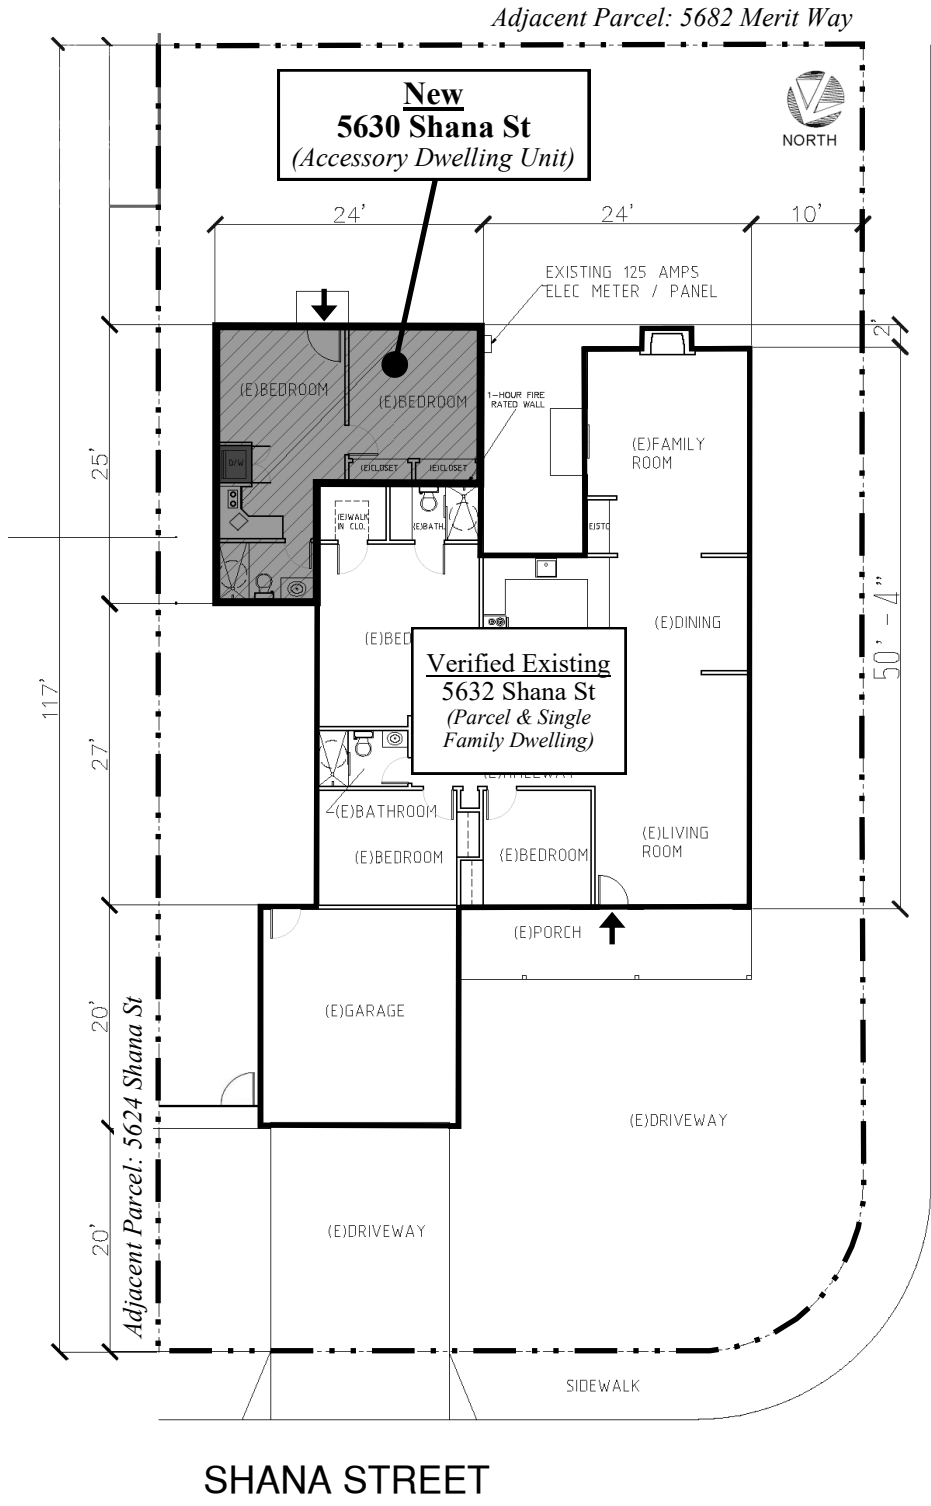 Adjacent Parcel: 5682 Merit Way
New
5630 Shana St
(Accessory Dwelling Unit)
NORTH
24'
24'
10'
EXISTING 125 AMPS
ELEC METER / PANEL
2'
(E)BEDROOM
(E)BEDROOM
1-HOUR FIRE
RATED WALL
(E)FAMILY
ROOM
25'
D/W
(E)CLOSET
(E)CLOSET
(E)WALK
IN CLO.
(E)BATH.
(E)STO
(E)BED
(E)DINING
50' - 4"
Verified Existing
5632 Shana St
(Parcel & Single
Family Dwelling)
117'
27'
(E)BATHROOM
(E)BEDROOM
(E)BEDROOM
(E)LIVING
ROOM
(E)PORCH
20'
(E)GARAGE
Adjacent Parcel: 5624 Shana St
(E)DRIVEWAY
20'
(E)DRIVEWAY
SIDEWALK
SHANA STREET